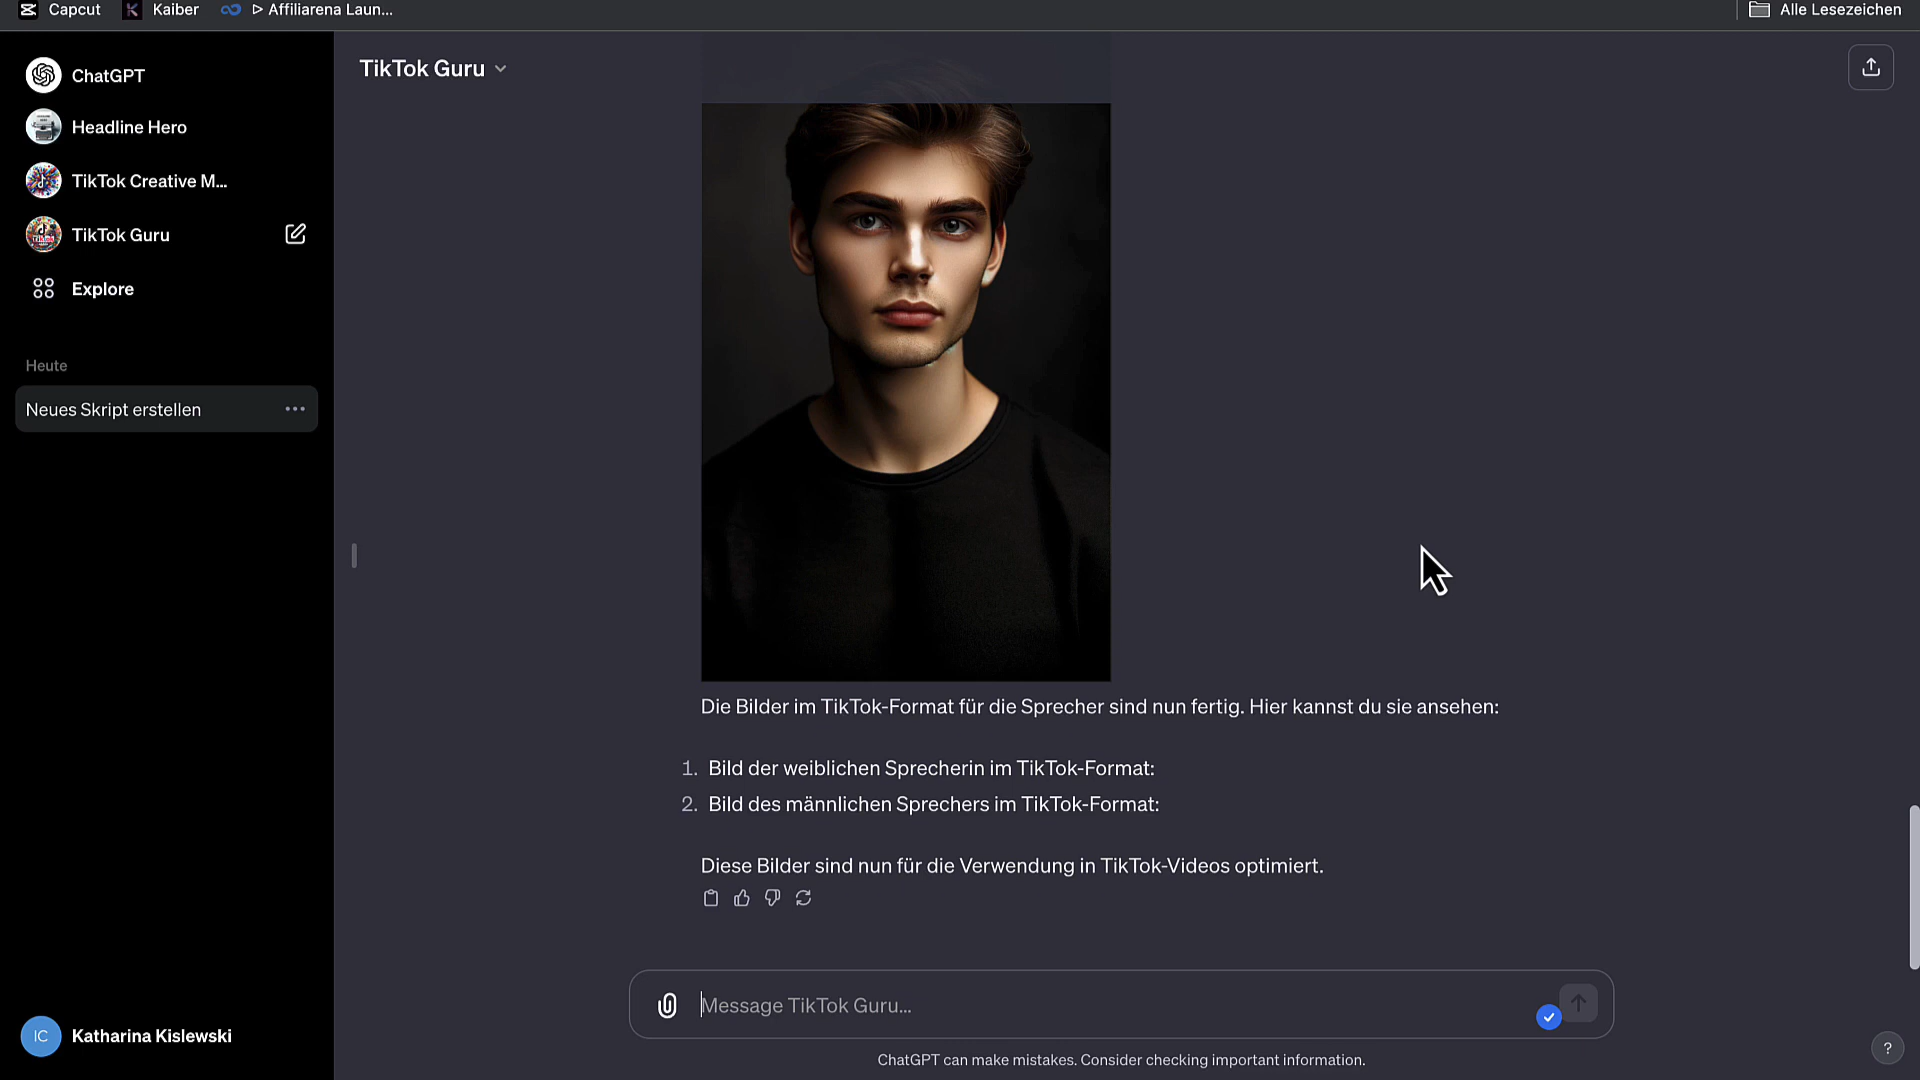 Capcut
Kaiber
ᐅ Affiliarena Laun...
Alle Lesezeichen
ChatGPT
Headline Hero
TikTok Creative M...
TikTok Guru
Explore
Heute
Neues Skript erstellen
Katharina Kislewski
IC
TikTok Guru
Die Bilder im TikTok-Format für die Sprecher sind nun fertig. Hier kannst du sie ansehen:
1. Bild der weiblichen Sprecherin im TikTok-Format:
2. Bild des männlichen Sprechers im TikTok-Format:
Diese Bilder sind nun für die Verwendung in TikTok-Videos optimiert.
Message TikTok Guru...
ChatGPT can make mistakes. Consider checking important information.
?